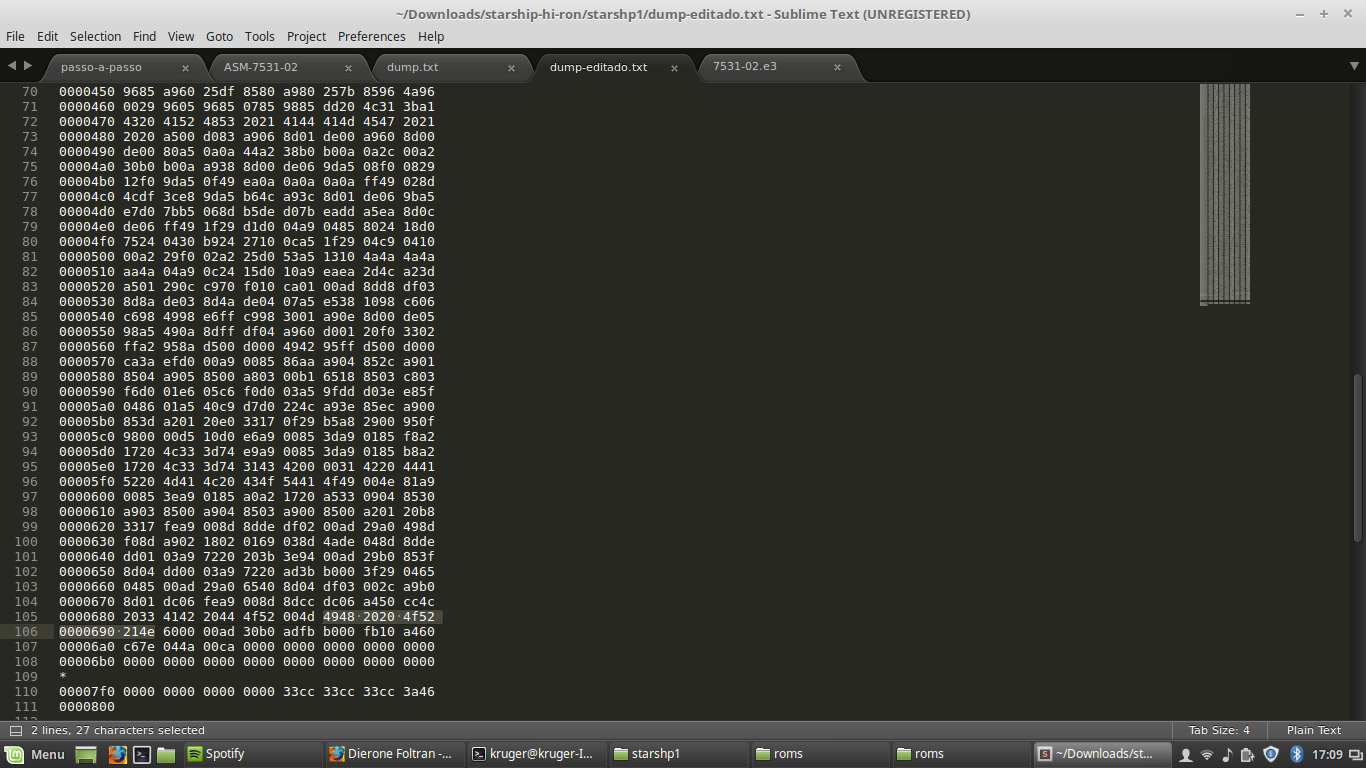 ~/Downloads/starship-hi-ron/starshp1/dump-editado.txt - Sublime Text (UNREGISTERED)
File Edit Selection Find View Goto Tools Project Preferences Help
passo-a-passo ASM-7531-02 dump.txt dump-editado.txt 7531-02.e3
70 0000450 9685 a960 25df 8580 a980 257b 8596 4a96
71 0000460 0029 9605 9685 0785 9885 dd20 4c31 3ba1
72 0000470 4320 4152 4853 2021 4144 414d 4547 2021
73 0000480 2020 a500 d083 a906 8d01 de00 a960 8d00
74 0000490 de00 80a5 0a0a 44a2 38b0 b00a 0a2c 00a2
75 00004a0 30b0 b00a a938 8d00 de06 9da5 08f0 0829
76 00004b0 12f0 9da5 0f49 ea0a 0a0a 0a0a ff49 028d
77 00004c0 4cdf 3ce8 9da5 b64c a93c 8d01 de06 9ba5
78 00004d0 e7d0 7bb5 068d b5de d07b eadd a5ea 8d0c
79 00004e0 de06 ff49 1f29 d1d0 04a9 0485 8024 18d0
80 00004f0 7524 0430 b924 2710 0ca5 1f29 04c9 0410
81 0000500 00a2 29f0 02a2 25d0 53a5 1310 4a4a 4a4a
82 0000510 aa4a 04a9 0c24 15d0 10a9 eaea 2d4c a23d
83 0000520 a501 290c c970 f010 ca01 00ad 8dd8 df03
84 0000530 8d8a de03 8d4a de04 07a5 e538 1098 c606
85 0000540 c698 4998 e6ff c998 3001 a90e 8d00 de05
86 0000550 98a5 490a 8dff df04 a960 d001 20f0 3302
87 0000560 ffa2 958a d500 d000 4942 95ff d500 d000
88 0000570 ca3a efd0 00a9 0085 86aa a904 852c a901
89 0000580 8504 a905 8500 a803 00b1 6518 8503 c803
90 0000590 f6d0 01e6 05c6 f0d0 03a5 9fdd d03e e85f
91 00005a0 0486 01a5 40c9 d7d0 224c a93e 85ec a900
92 00005b0 853d a201 20e0 3317 0f29 b5a8 2900 950f
93 00005c0 9800 00d5 10d0 e6a9 0085 3da9 0185 f8a2
94 00005d0 1720 4c33 3d74 e9a9 0085 3da9 0185 b8a2
95 00005e0 1720 4c33 3d74 3143 4200 0031 4220 4441
96 00005f0 5220 4d41 4c20 434f 5441 4f49 004e 81a9
97 0000600 0085 3ea9 0185 a0a2 1720 a533 0904 8530
98 0000610 a903 8500 a904 8503 a900 8500 a201 20b8
99 0000620 3317 fea9 008d 8dde df02 00ad 29a0 498d
100 0000630 f08d a902 1802 0169 038d 4ade 048d 8dde
101 0000640 dd01 03a9 7220 203b 3e94 00ad 29b0 853f
102 0000650 8d04 dd00 03a9 7220 ad3b b000 3f29 0465
103 0000660 0485 00ad 29a0 6540 8d04 df03 002c a9b0
104 0000670 8d01 dc06 fea9 008d 8dcc dc06 a450 cc4c
105 0000680 2033 4142 2044 4f52 004d 4948·2020·4f52
106 0000690·214e 6000 00ad 30b0 adfb b000 fb10 a460
107 00006a0 c67e 044a 00ca 0000 0000 0000 0000 0000
108 00006b0 0000 0000 0000 0000 0000 0000 0000 0000
109 *
110 00007f0 0000 0000 0000 0000 33cc 33cc 33cc 3a46
111 0000800
2 lines, 27 characters selected Tab Size: 4 Plain Text
Menu Spotify Dierone Foltran -... kruger@kruger-I... starshp1 roms roms ~/Downloads/st... 17:09